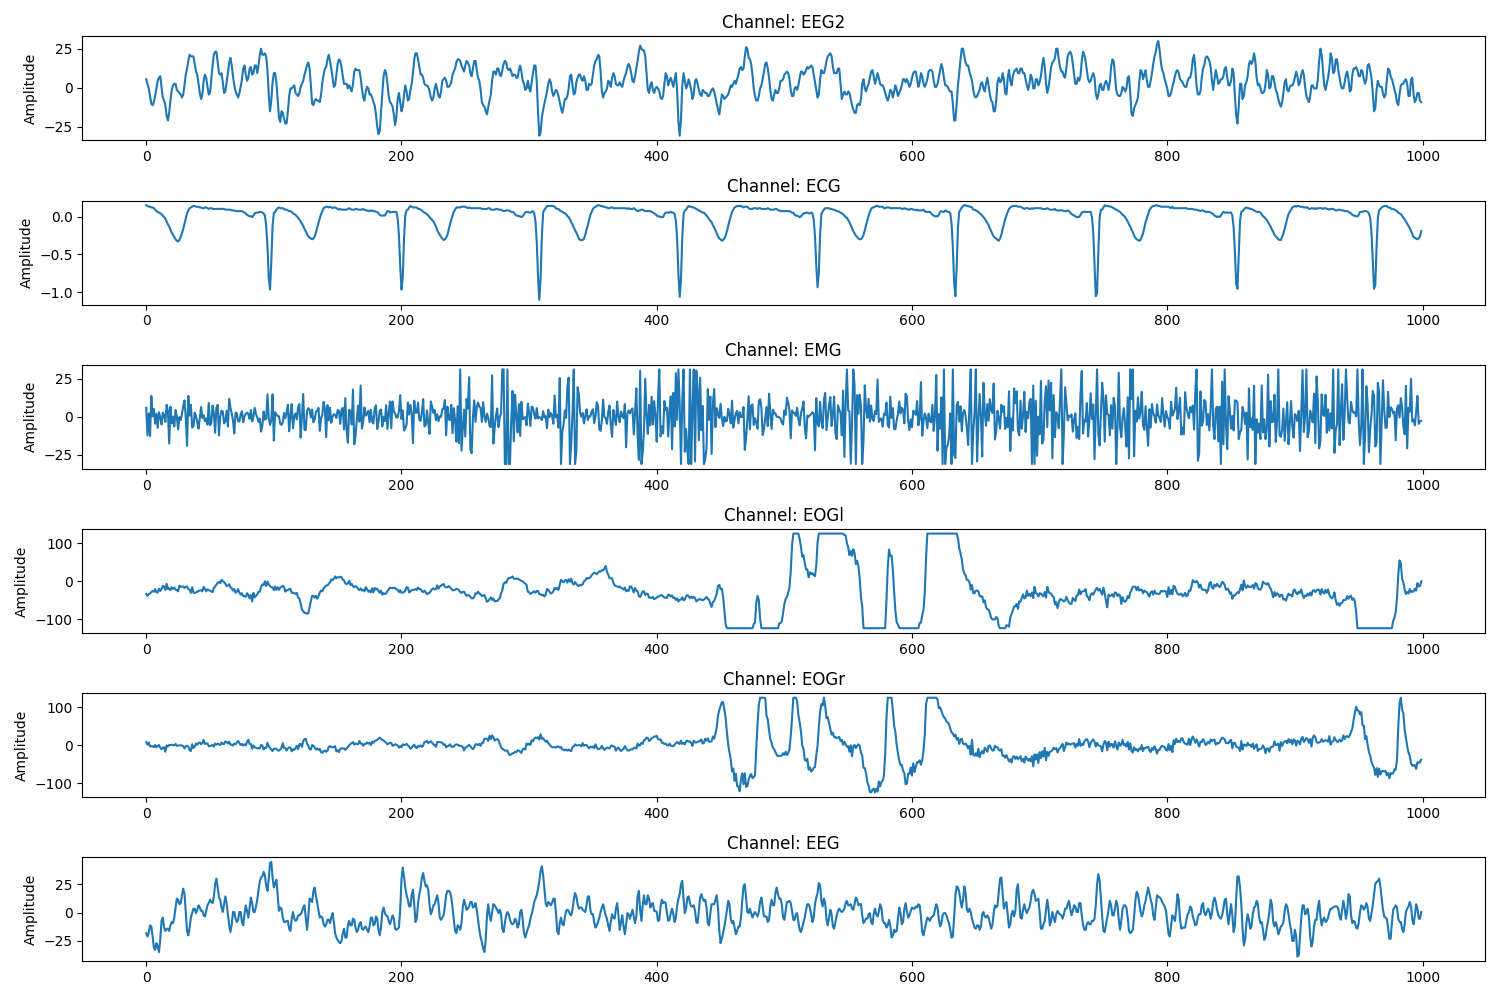 Channel: EEG2
Amplitude
25
0
−25
0 200 400 600 800 1000
Channel: ECG
Amplitude
0.0
−0.5
−1.0
0 200 400 600 800 1000
Channel: EMG
Amplitude
25
0
−25
0 200 400 600 800 1000
Channel: EOGl
Amplitude
100
0
−100
0 200 400 600 800 1000
Channel: EOGr
Amplitude
100
0
−100
0 200 400 600 800 1000
Channel: EEG
Amplitude
25
0
−25
0 200 400 600 800 1000